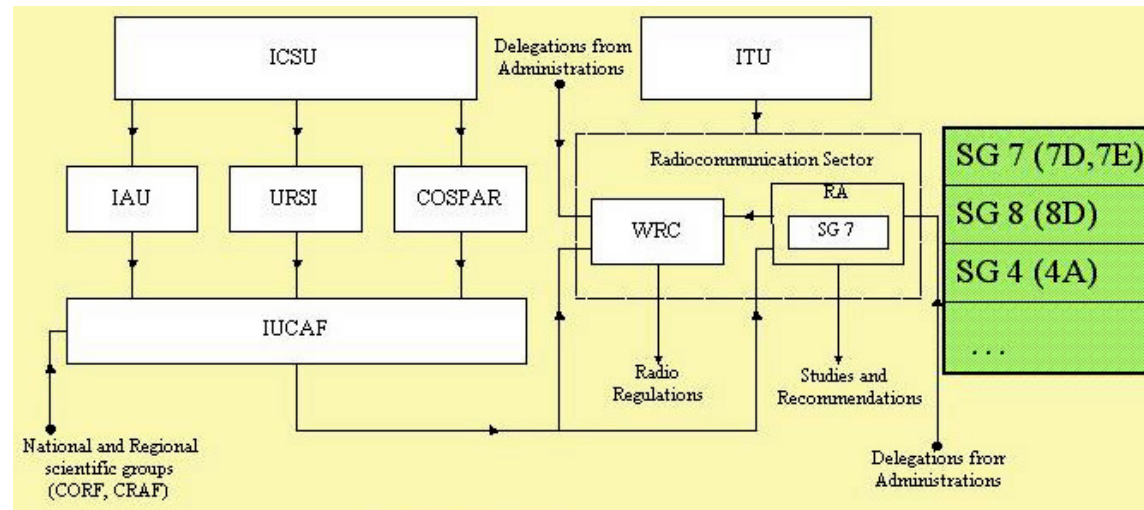 ICSU
Delegations from
Administrations
ITU
Radiocommunication Sector
IAU
URSI
COSPAR
WRC
RA
SG 7
SG 7 (7D,7E)
SG 8 (8D)
SG 4 (4A)
...
IUCAF
Radio
Regulations
Studies and
Recommendations
National and Regional
scientific groups
(CORF, CRAF)
Delegations from
Administrations